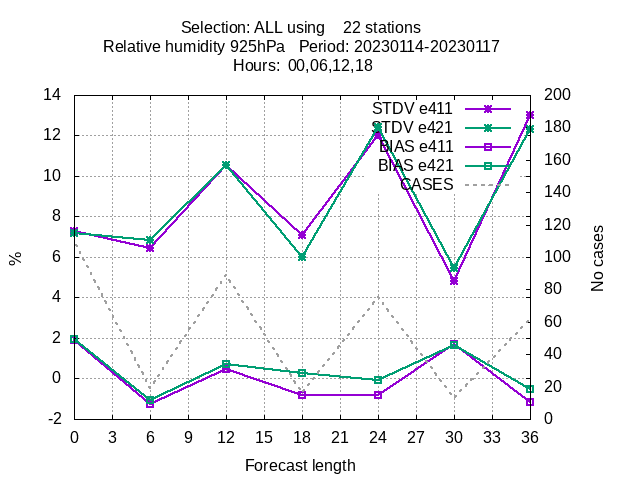 Selection: ALL using    22 stations
Relative humidity 925hPa   Period: 20230114-20230117
Hours:  00,06,12,18
14
12
10
8
6
4
2
0
-2
%
200
180
160
140
120
100
80
60
40
20
0
No cases
STDV e411
STDV e421
BIAS e411
BIAS e421
CASES
0 3 6 9 12 15 18 21 24 27 30 33 36
Forecast length